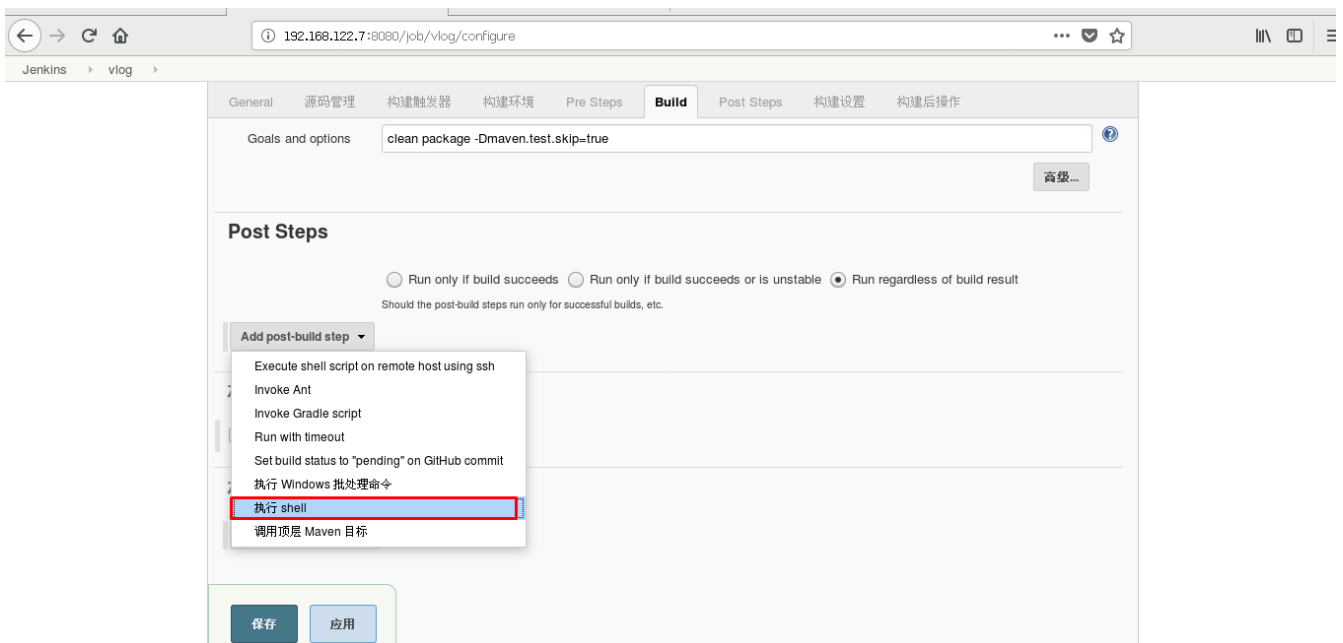 192.168.122.7:8080/job/vlog/configure
Jenkins vlog
General 源码管理 构建触发器 构建环境 Pre Steps Build Post Steps 构建设置 构建后操作
Goals and options clean package -Dmaven.test.skip=true
高级...
Post Steps
Run only if build succeeds Run only if build succeeds or is unstable Run regardless of build result
Should the post-build steps run only for successful builds, etc.
Add post-build step
Execute shell script on remote host using ssh
Invoke Ant
Invoke Gradle script
Run with timeout
Set build status to "pending" on GitHub commit
执行 Windows 批处理命令
执行 shell
调用顶层 Maven 目标
保存 应用